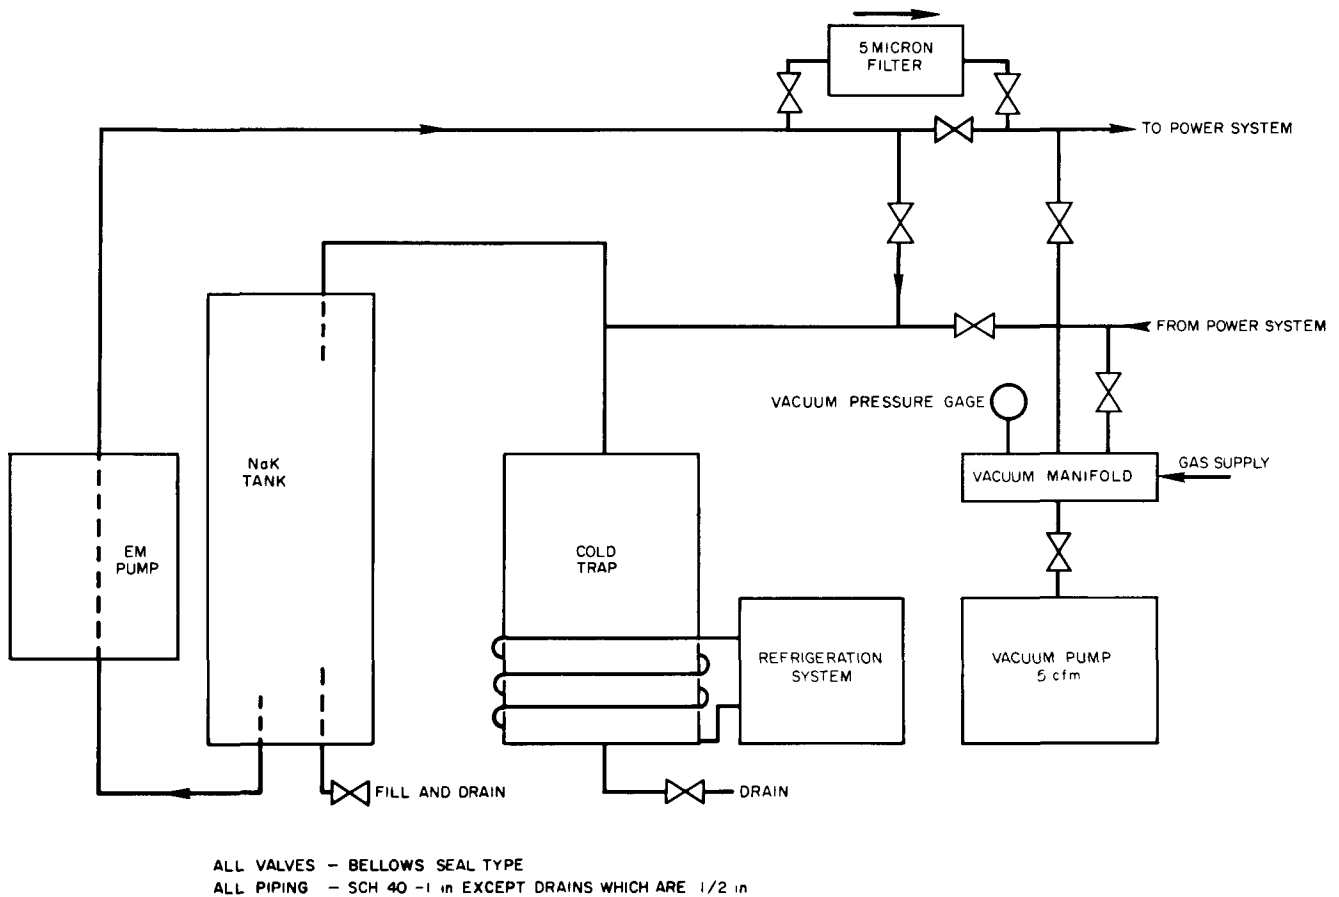 5 MICRON
FILTER
TO POWER SYSTEM
FROM POWER SYSTEM
VACUUM PRESSURE GAGE
NaK
TANK
GAS SUPPLY
VACUUM MANIFOLD
EM
PUMP
COLD
TRAP
REFRIGERATION
SYSTEM
VACUUM PUMP
5 cfm
FILL AND DRAIN
DRAIN
ALL VALVES - BELLOWS SEAL TYPE
ALL PIPING - SCH 40 - 1 in EXCEPT DRAINS WHICH ARE 1/2 in